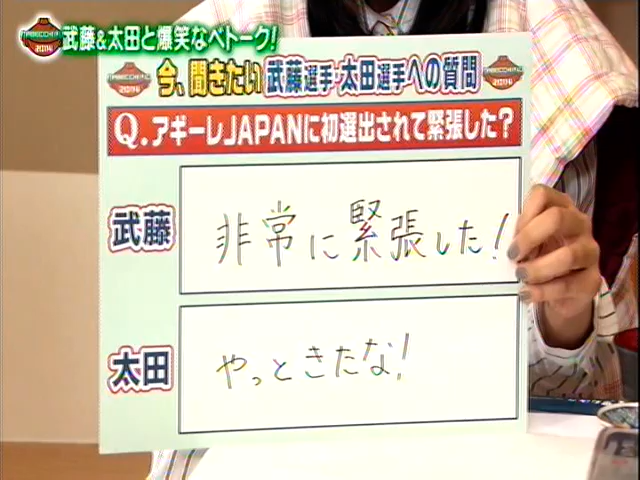 武藤&太田と爆笑なベトーク!
今、聞きたい武藤選手・太田選手への質問
Q.アギーレJAPANに初選出されて緊張した?
武藤
非常に緊張した!
太田
やっときたな!